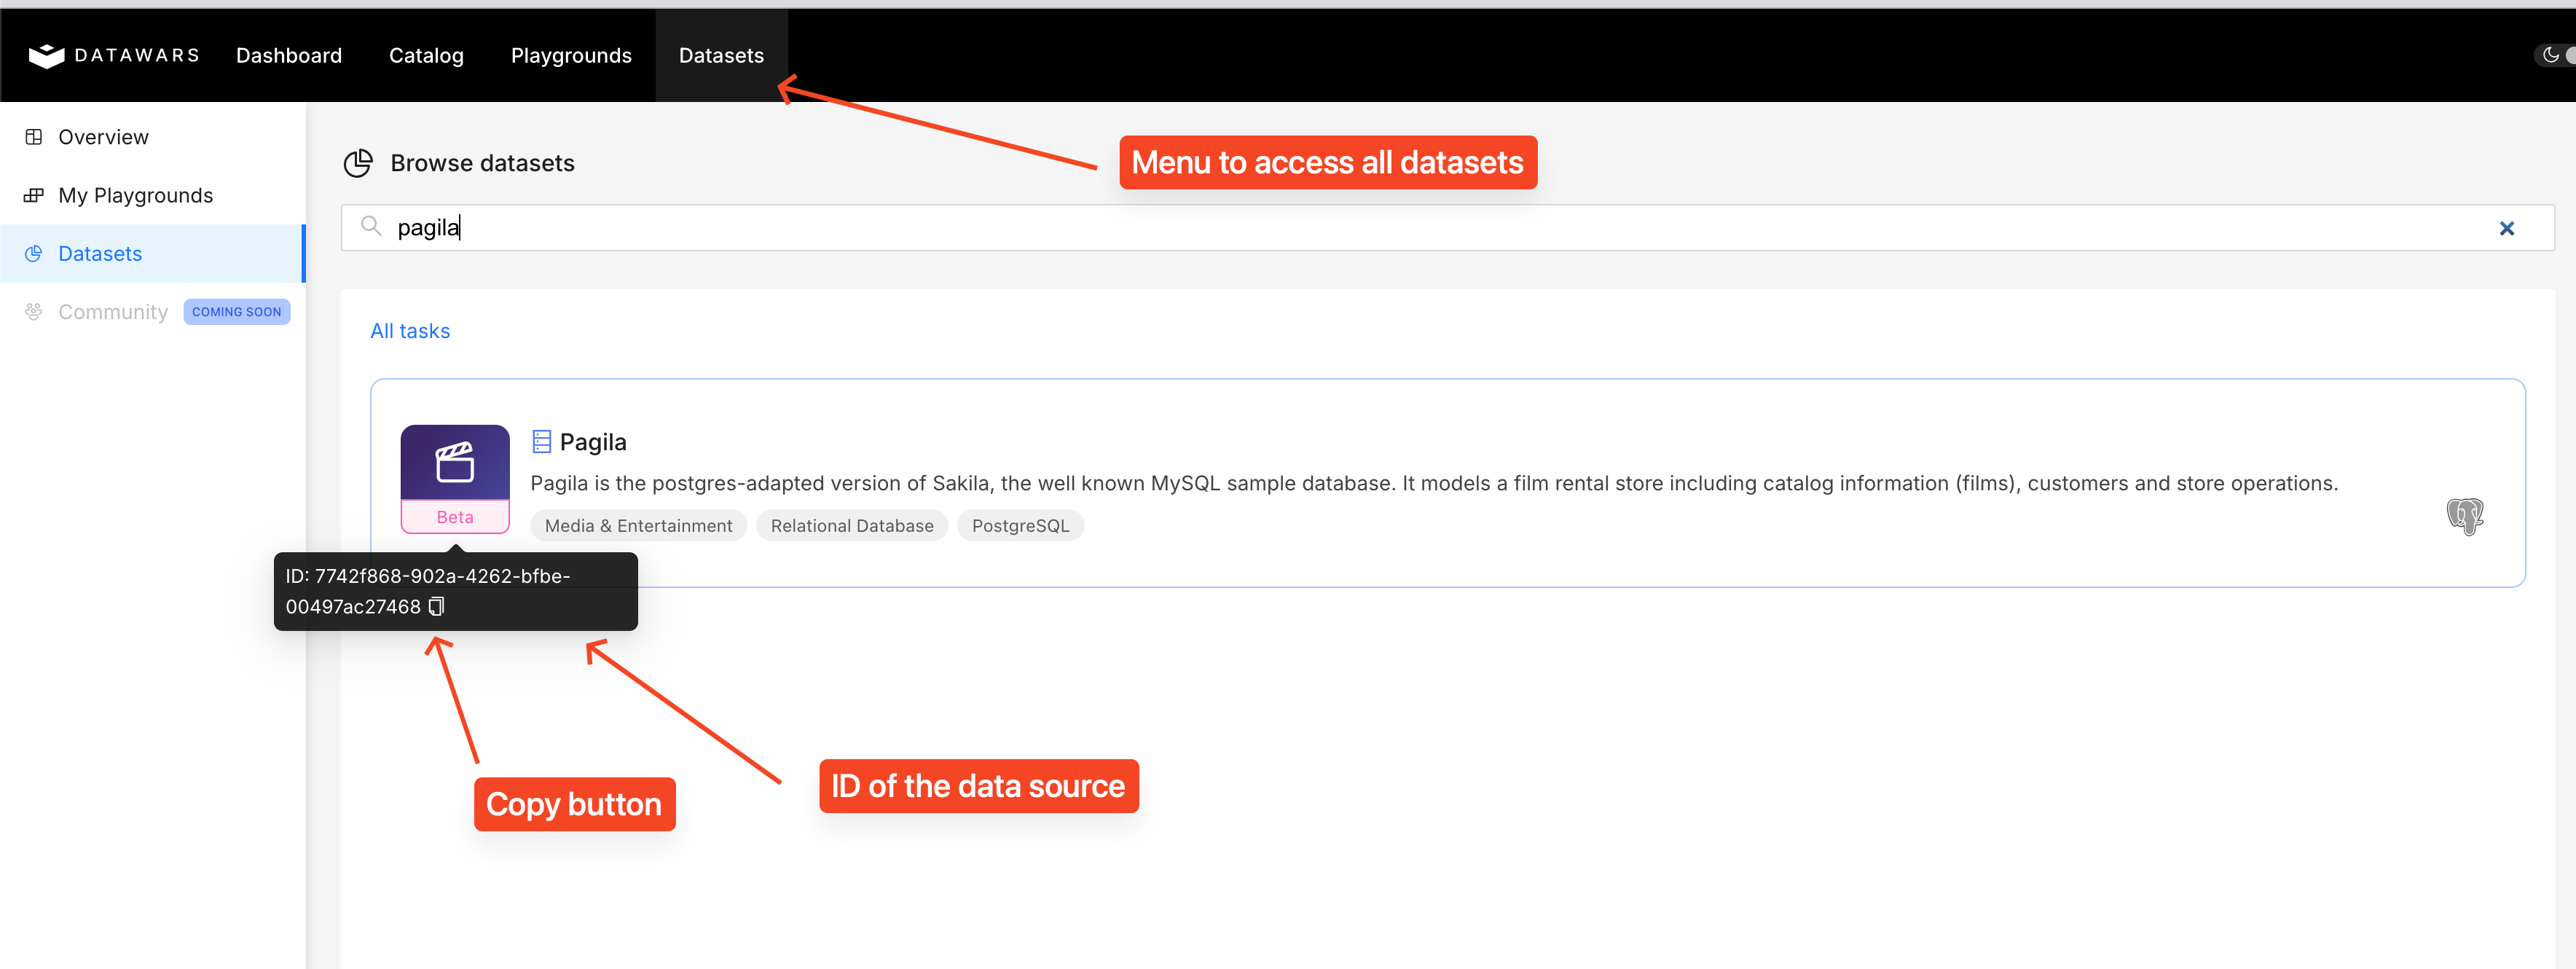 DATAWARS
Dashboard
Catalog
Playgrounds
Datasets
Overview
My Playgrounds
Datasets
Community
COMING SOON
Browse datasets
Menu to access all datasets
pagila
All tasks
Pagila
Pagila is the postgres-adapted version of Sakila, the well known MySQL sample database. It models a film rental store including catalog information (films), customers and store operations.
Beta
Media & Entertainment
Relational Database
PostgreSQL
ID: 7742f868-902a-4262-bfbe-
00497ac27468
Copy button
ID of the data source